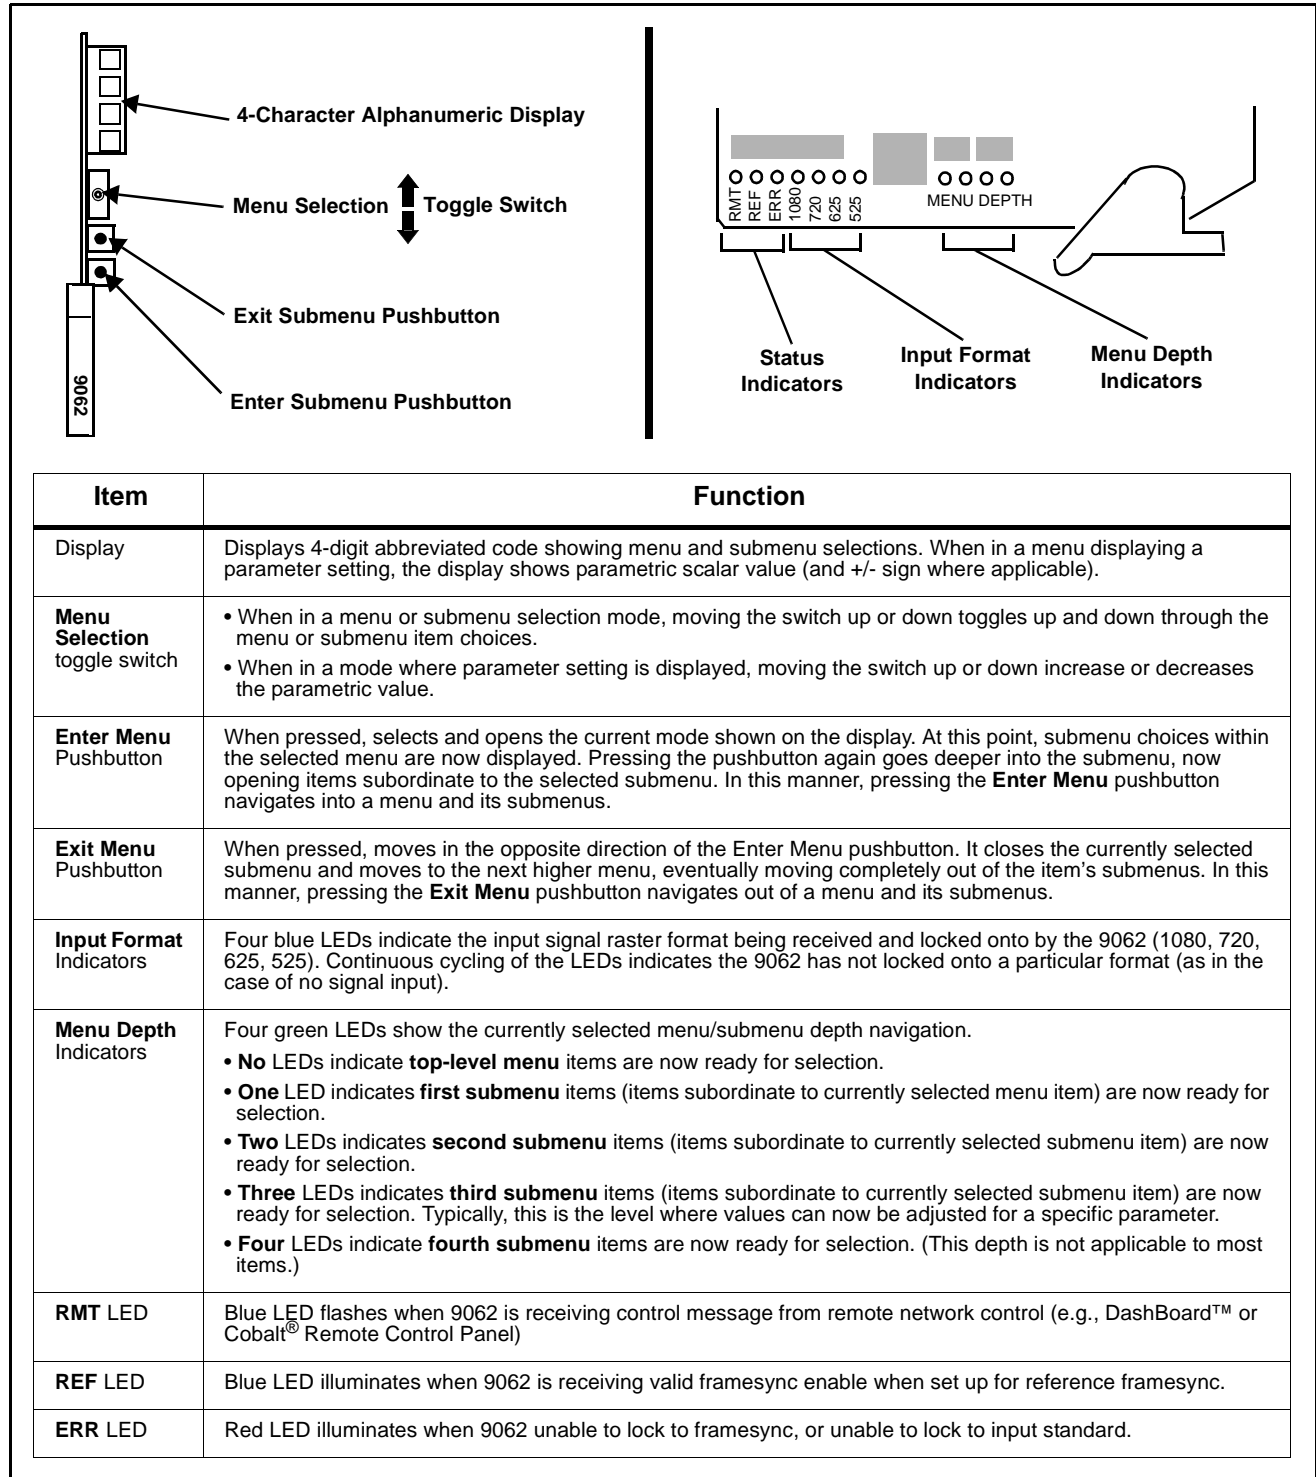 4-Character Alphanumeric Display
Menu Selection
Toggle Switch
Exit Submenu Pushbutton
Enter Submenu Pushbutton
9062
RMT
REF
ERR
1080
720
625
525
MENU DEPTH
Status
Indicators
Input Format
Indicators
Menu Depth
Indicators
Item
Function
Display
Displays 4-digit abbreviated code showing menu and submenu selections. When in a menu displaying a
parameter setting, the display shows parametric scalar value (and +/- sign where applicable).
Menu
Selection
toggle switch
• When in a menu or submenu selection mode, moving the switch up or down toggles up and down through the
menu or submenu item choices.
• When in a mode where parameter setting is displayed, moving the switch up or down increase or decreases
the parametric value.
Enter Menu
Pushbutton
When pressed, selects and opens the current mode shown on the display. At this point, submenu choices within
the selected menu are now displayed. Pressing the pushbutton again goes deeper into the submenu, now
opening items subordinate to the selected submenu. In this manner, pressing the Enter Menu pushbutton
navigates into a menu and its submenus.
Exit Menu
Pushbutton
When pressed, moves in the opposite direction of the Enter Menu pushbutton. It closes the currently selected
submenu and moves to the next higher menu, eventually moving completely out of the item's submenus. In this
manner, pressing the Exit Menu pushbutton navigates out of a menu and its submenus.
Input Format
Indicators
Four blue LEDs indicate the input signal raster format being received and locked onto by the 9062 (1080, 720,
625, 525). Continuous cycling of the LEDs indicates the 9062 has not locked onto a particular format (as in the
case of no signal input).
Menu Depth
Indicators
Four green LEDs show the currently selected menu/submenu depth navigation.
• No LEDs indicate top-level menu items are now ready for selection.
• One LED indicates first submenu items (items subordinate to currently selected menu item) are now ready for
selection.
• Two LEDs indicates second submenu items (items subordinate to currently selected submenu item) are now
ready for selection.
• Three LEDs indicates third submenu items (items subordinate to currently selected submenu item) are now
ready for selection. Typically, this is the level where values can now be adjusted for a specific parameter.
• Four LEDs indicate fourth submenu items are now ready for selection. (This depth is not applicable to most
items.)
RMT LED
Blue LED flashes when 9062 is receiving control message from remote network control (e.g., DashBoard™ or
Cobalt® Remote Control Panel)
REF LED
Blue LED illuminates when 9062 is receiving valid framesync enable when set up for reference framesync.
ERR LED
Red LED illuminates when 9062 unable to lock to framesync, or unable to lock to input standard.